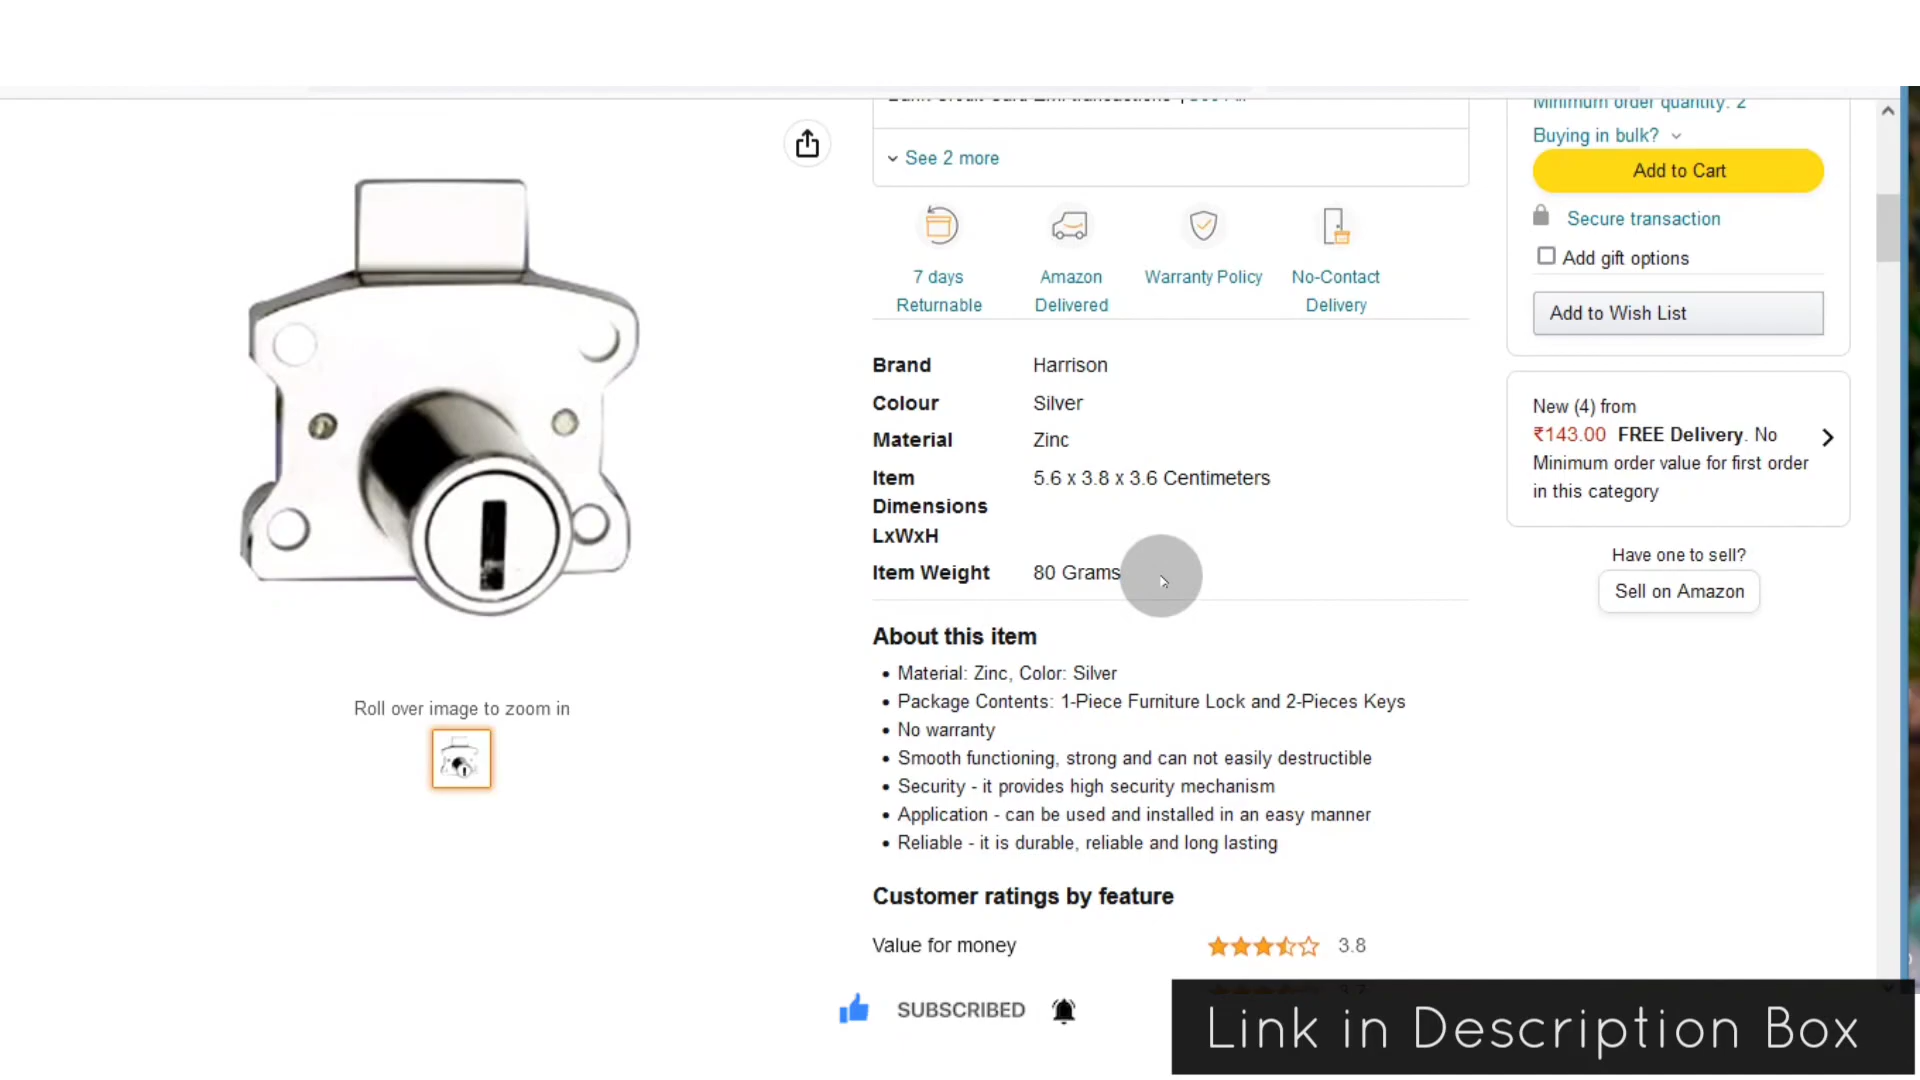 See 2 more
7 days
Returnable
Amazon
Delivered
Warranty Policy
No-Contact
Delivery
Brand Harrison
Colour Silver
Material Zinc
Item
Dimensions
LxWxH
5.6 x 3.8 x 3.6 Centimeters
Item Weight 80 Grams
About this item
• Material: Zinc, Color: Silver
• Package Contents: 1-Piece Furniture Lock and 2-Pieces Keys
• No warranty
• Smooth functioning, strong and can not easily destructible
• Security - it provides high security mechanism
• Application - can be used and installed in an easy manner
• Reliable - it is durable, reliable and long lasting
Customer ratings by feature
Value for money 3.8
Roll over image to zoom in
Minimum order quantity: 2
Buying in bulk?
Add to Cart
Secure transaction
Add gift options
Add to Wish List
New (4) from
₹143.00 FREE Delivery. No
Minimum order value for first order
in this category
Have one to sell?
Sell on Amazon
SUBSCRIBED
Link in Description Box